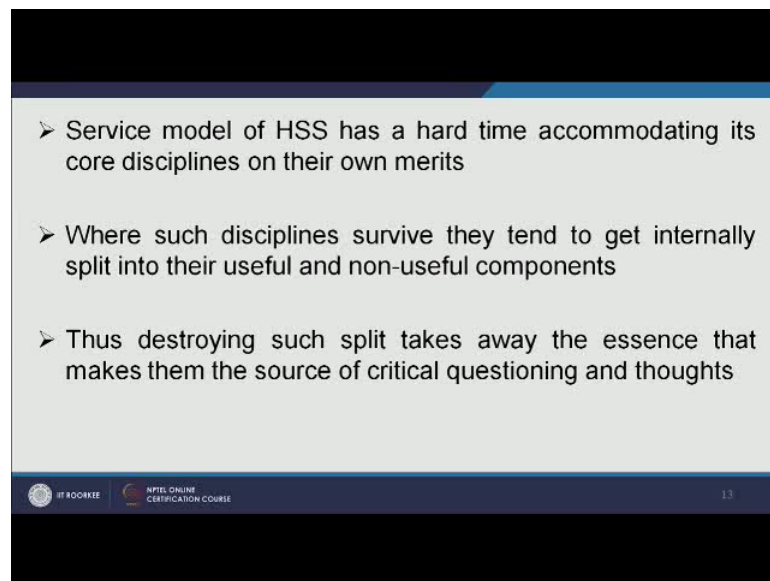 ➤ Service model of HSS has a hard time accommodating its
core disciplines on their own merits
➤ Where such disciplines survive they tend to get internally
split into their useful and non-useful components
➤ Thus destroying such split takes away the essence that
makes them the source of critical questioning and thoughts
IIT ROORKEE
NPTEL ONLINE
CERTIFICATION COURSE
13